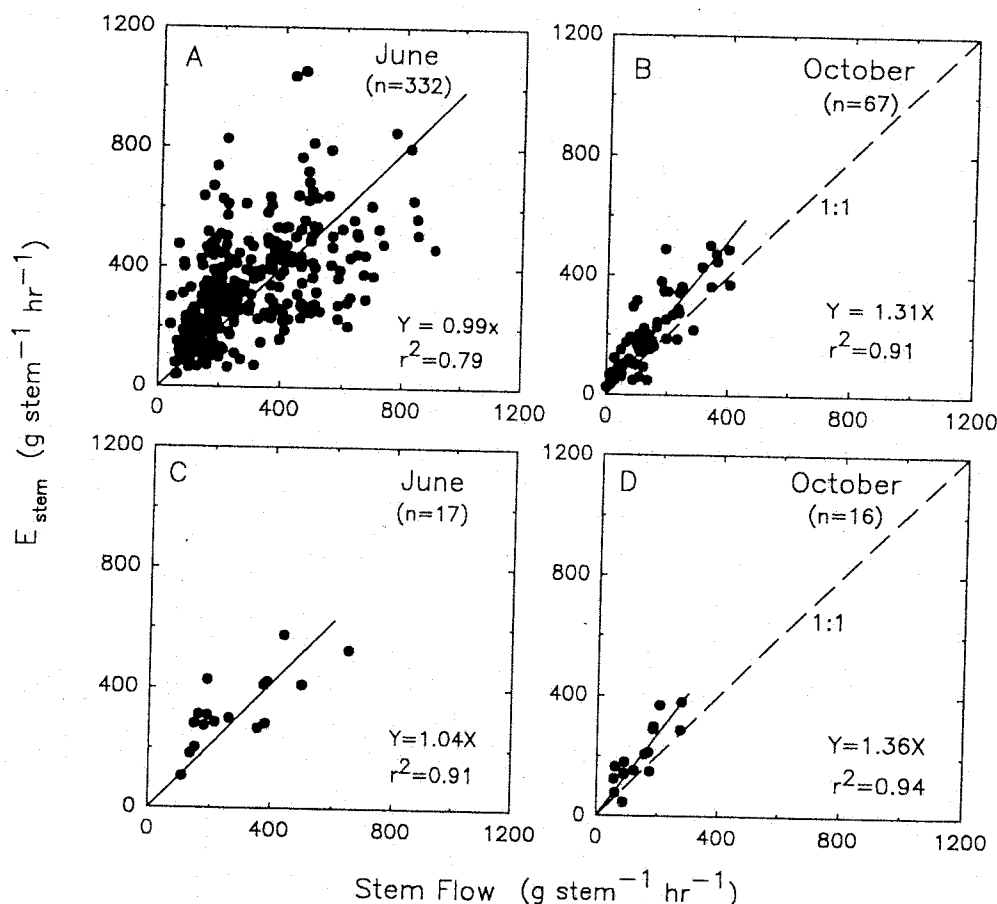 A
June
(n=332)
1200
800
400
0
Y = 0.99x
r²=0.79
0 400 800 1200
B
October
(n=67)
1200
800
400
0
1:1
Y = 1.31X
r²=0.91
0 400 800 1200
E stem (g stem⁻¹ hr⁻¹)
C
June
(n=17)
1200
800
400
0
Y=1.04X
r²=0.91
0 400 800 1200
D
October
(n=16)
1200
800
400
0
1:1
Y=1.36X
r²=0.94
0 400 800 1200
Stem Flow (g stem⁻¹ hr⁻¹)